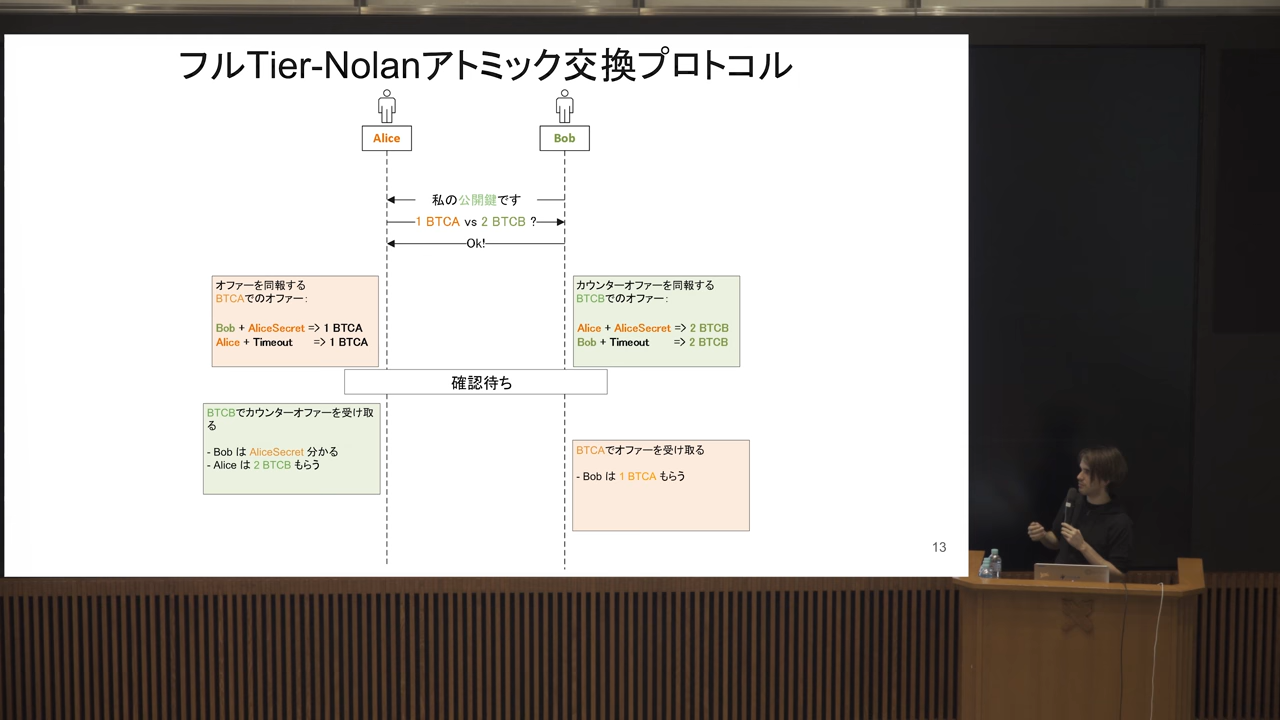 フルTier-Nolanアトミック交換プロトコル
Alice
Bob
私の公開鍵です
1 BTCA vs 2 BTCB ?
Ok!
オファーを同報する
BTCAでのオファー:
Bob + AliceSecret => 1 BTCA
Alice + Timeout => 1 BTCA
カウンターオファーを同報する
BTCBでのオファー:
Alice + AliceSecret => 2 BTCB
Bob + Timeout => 2 BTCB
確認待ち
BTCBでカウンターオファーを受け取
る
- Bob は AliceSecret 分かる
- Alice は 2 BTCB もらう
BTCAでオファーを受け取る
- Bob は 1 BTCA もらう
13